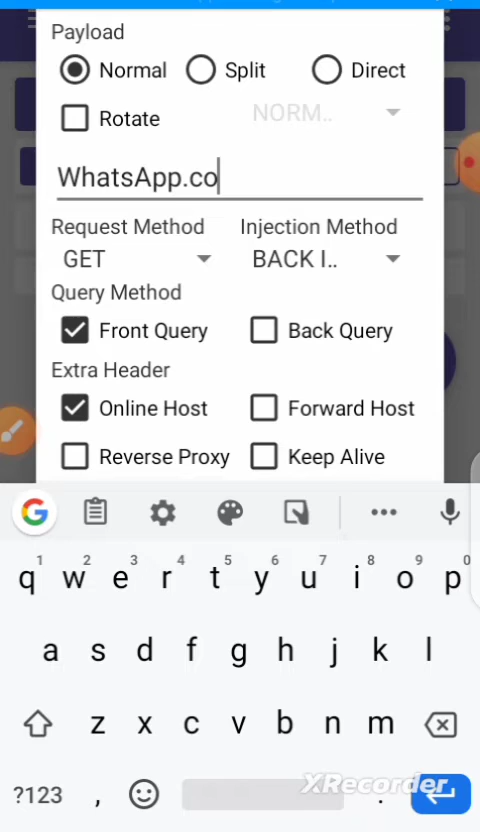 Payload
Normal Split Direct
Rotate NORM..
WhatsApp.co
Request Method Injection Method
GET BACK I..
Query Method
Front Query Back Query
Extra Header
Online Host Forward Host
Reverse Proxy Keep Alive
G
1 2 3 4 5 6 7 8 9 0
q w e r t y u i o p
a s d f g h j k l
z x c v b n m
XRecorder
?123 , .